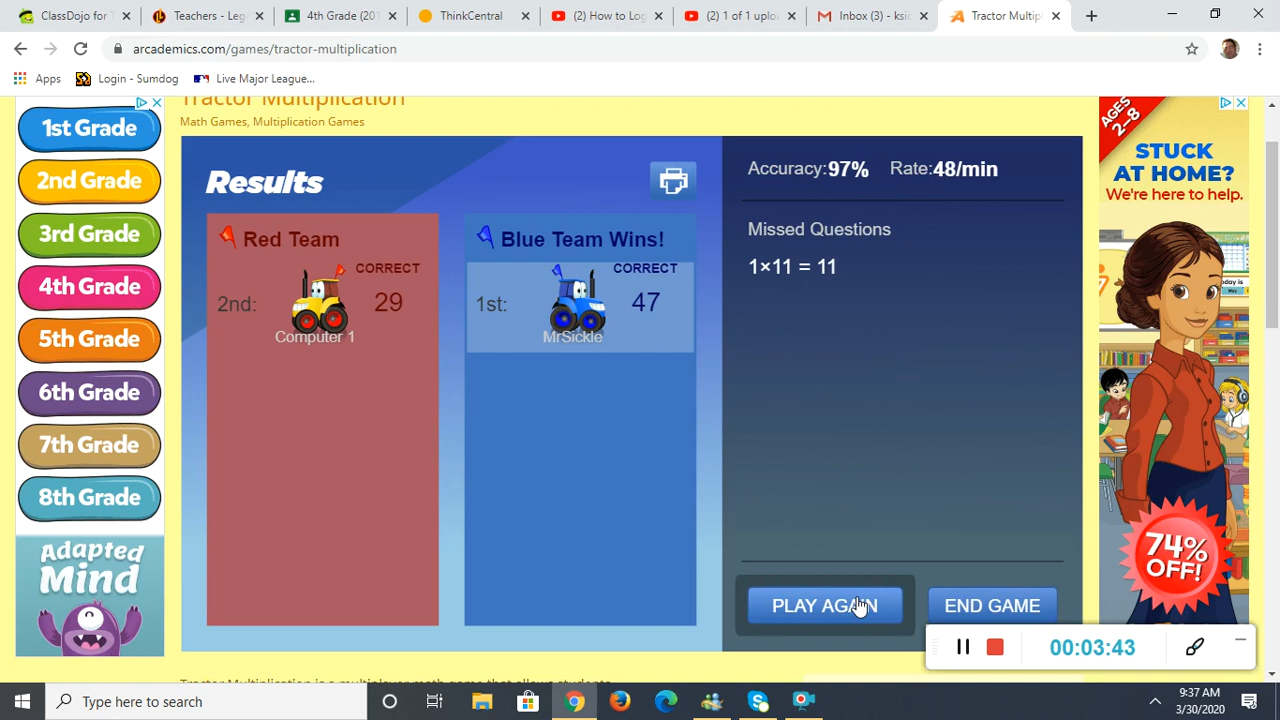 ClassDojo for T
Teachers - Leg
4th Grade (201
ThinkCentral
(2) How to Log
(2) 1 of 1 uplo
Inbox (3) - ksic
Tractor Multip
arcademics.com/games/tractor-multiplication
Apps
Login - Sumdog
Live Major League...
Tractor Multiplication
Math Games, Multiplication Games
1st Grade
2nd Grade
3rd Grade
4th Grade
5th Grade
6th Grade
7th Grade
8th Grade
Adapted
Mind
Results
Red Team
CORRECT
2nd:
29
Computer 1
Blue Team Wins!
CORRECT
1st:
47
MrSickle
Accuracy:97% Rate:48/min
Missed Questions
1×11 = 11
PLAY AGAIN
END GAME
AGES
2–8
STUCK
AT HOME?
We're here to help.
74%
OFF!
00:03:43
Type here to search
9:37 AM
3/30/2020